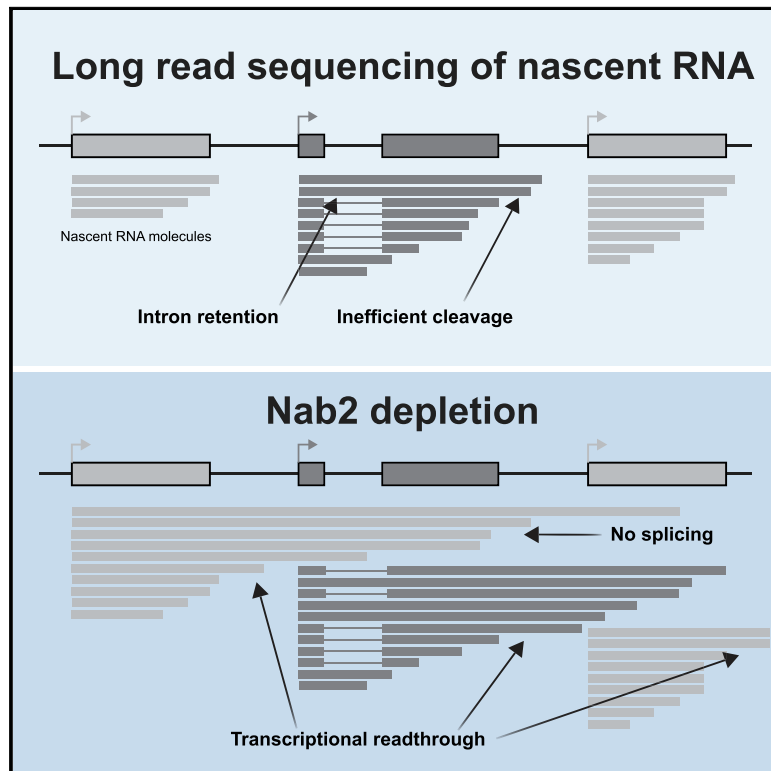 Long read sequencing of nascent RNA
Nascent RNA molecules
Intron retention
Inefficient cleavage
Nab2 depletion
No splicing
Transcriptional readthrough